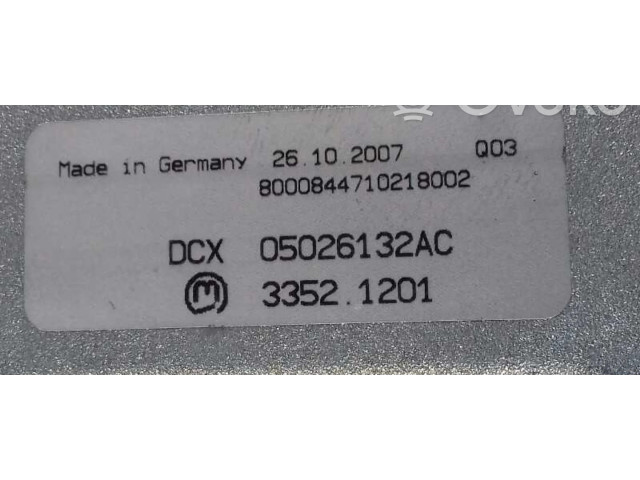 Made in Germany 26.10.2007 Q03
8000844710218002
DCX 05026132AC
M 3352.1201